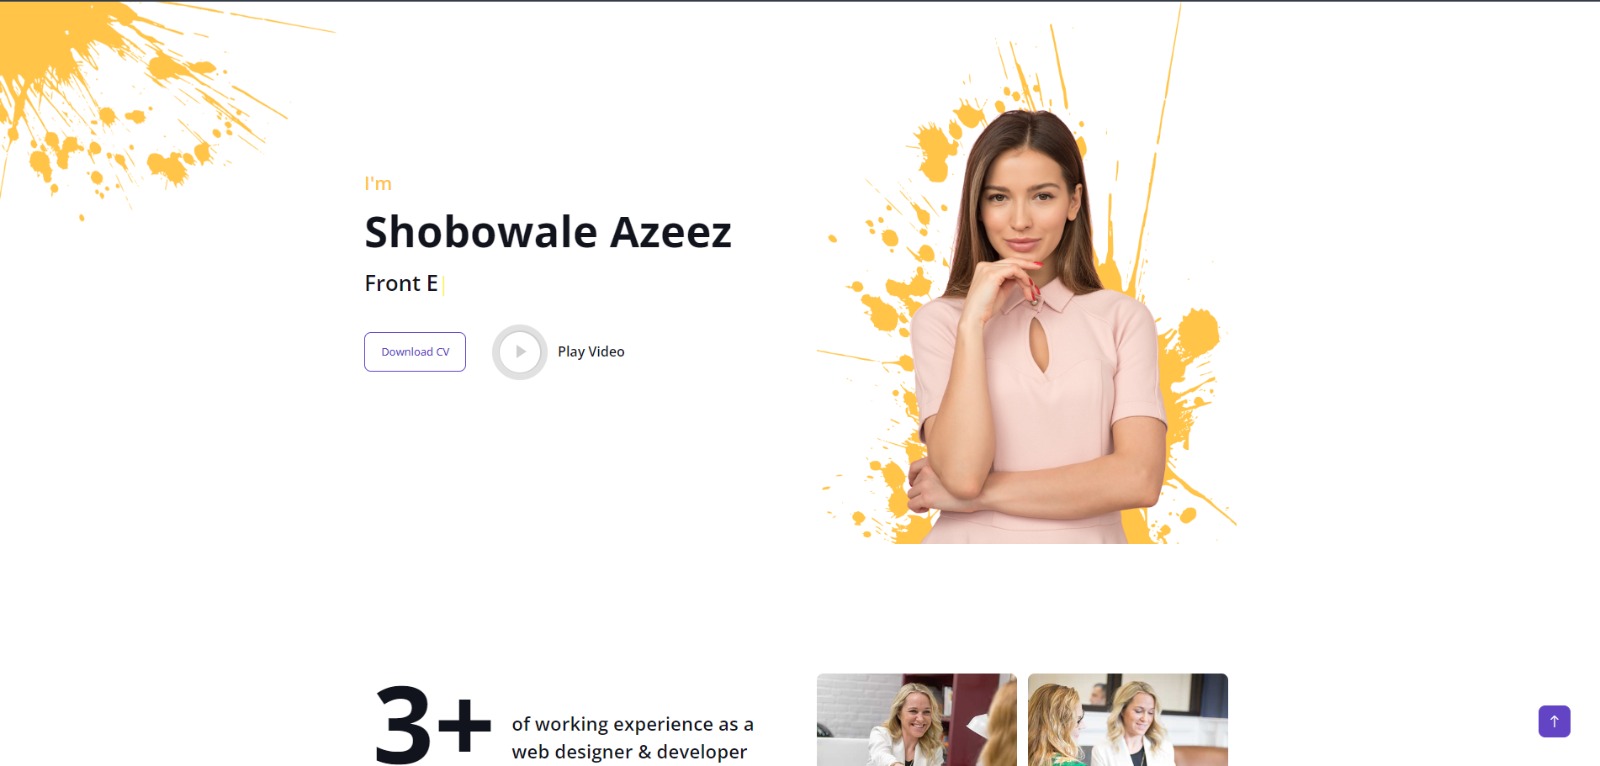 I'm
Shobowale Azeez
Front E
Download CV
Play Video
3+
of working experience as a
web designer & developer